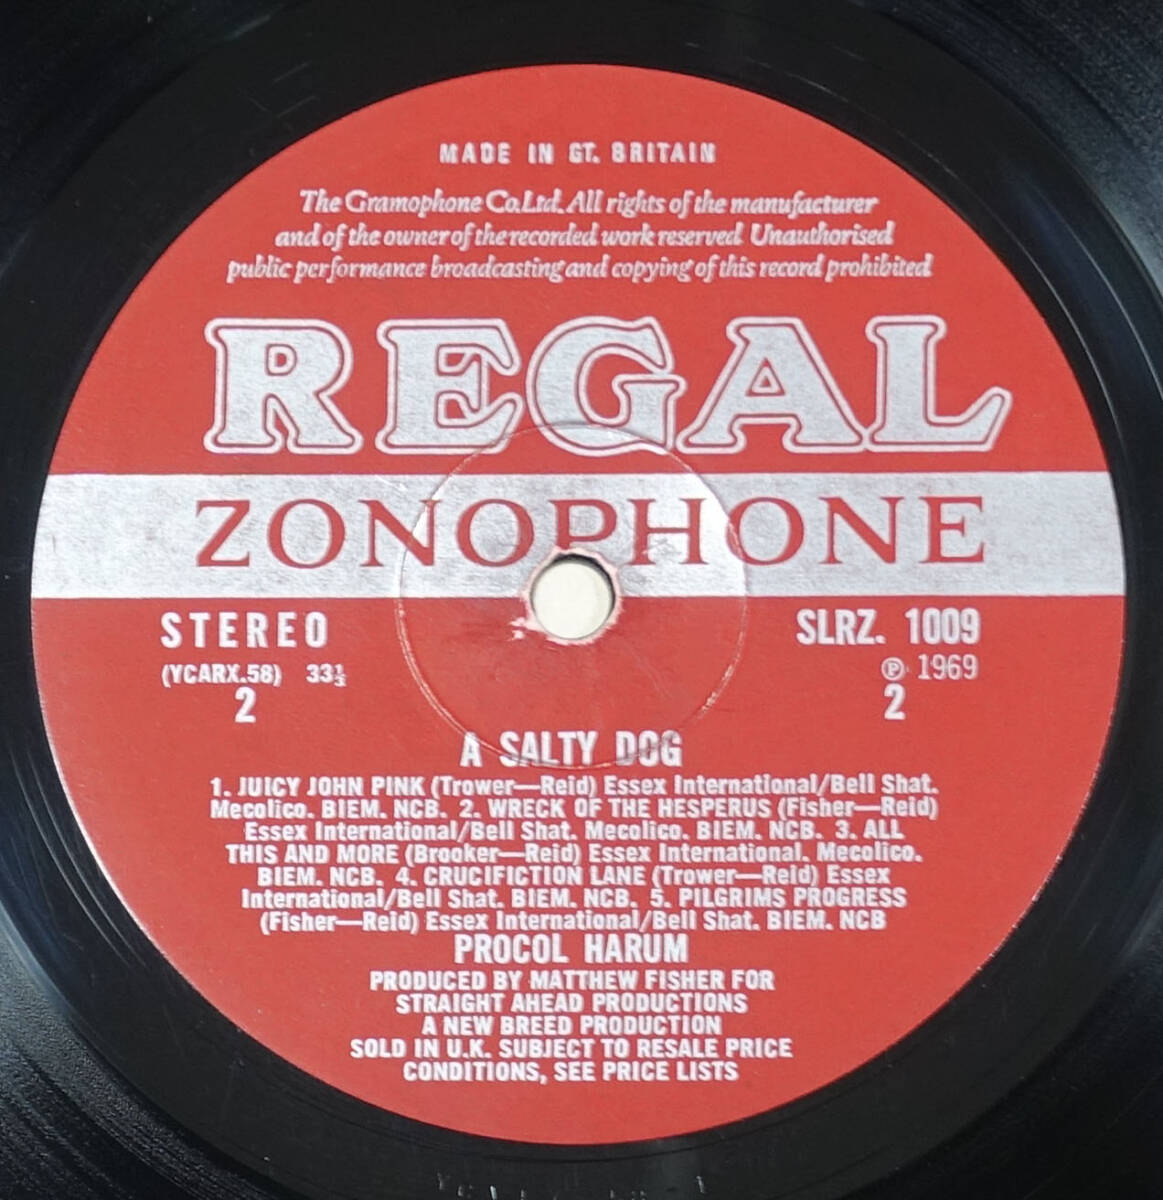 MADE IN GT. BRITAIN
The Gramophone Co.Ltd. All rights of the manufacturer
and of the owner of the recorded work reserved Unauthorised
public performance broadcasting and copying of this record prohibited
REGAL
ZONOPHONE
STEREO
(YCARX.58) 33⅓
2
SLRZ. 1009
℗ 1969
2
A SALTY DOG
1. JUICY JOHN PINK (Trower—Reid) Essex International/Bell Shat.
Mecolico. BIEM. NCB. 2. WRECK OF THE HESPERUS (Fisher—Reid)
Essex International/Bell Shat. Mecolico. BIEM. NCB. 3. ALL
THIS AND MORE (Brooker—Reid) Essex International. Mecolico.
BIEM. NCB. 4. CRUCIFICTION LANE (Trower—Reid) Essex
International/Bell Shat. BIEM. NCB. 5. PILGRIMS PROGRESS
(Fisher—Reid) Essex International/Bell Shat. BIEM. NCB
PROCOL HARUM
PRODUCED BY MATTHEW FISHER FOR
STRAIGHT AHEAD PRODUCTIONS
A NEW BREED PRODUCTION
SOLD IN U.K. SUBJECT TO RESALE PRICE
CONDITIONS, SEE PRICE LISTS